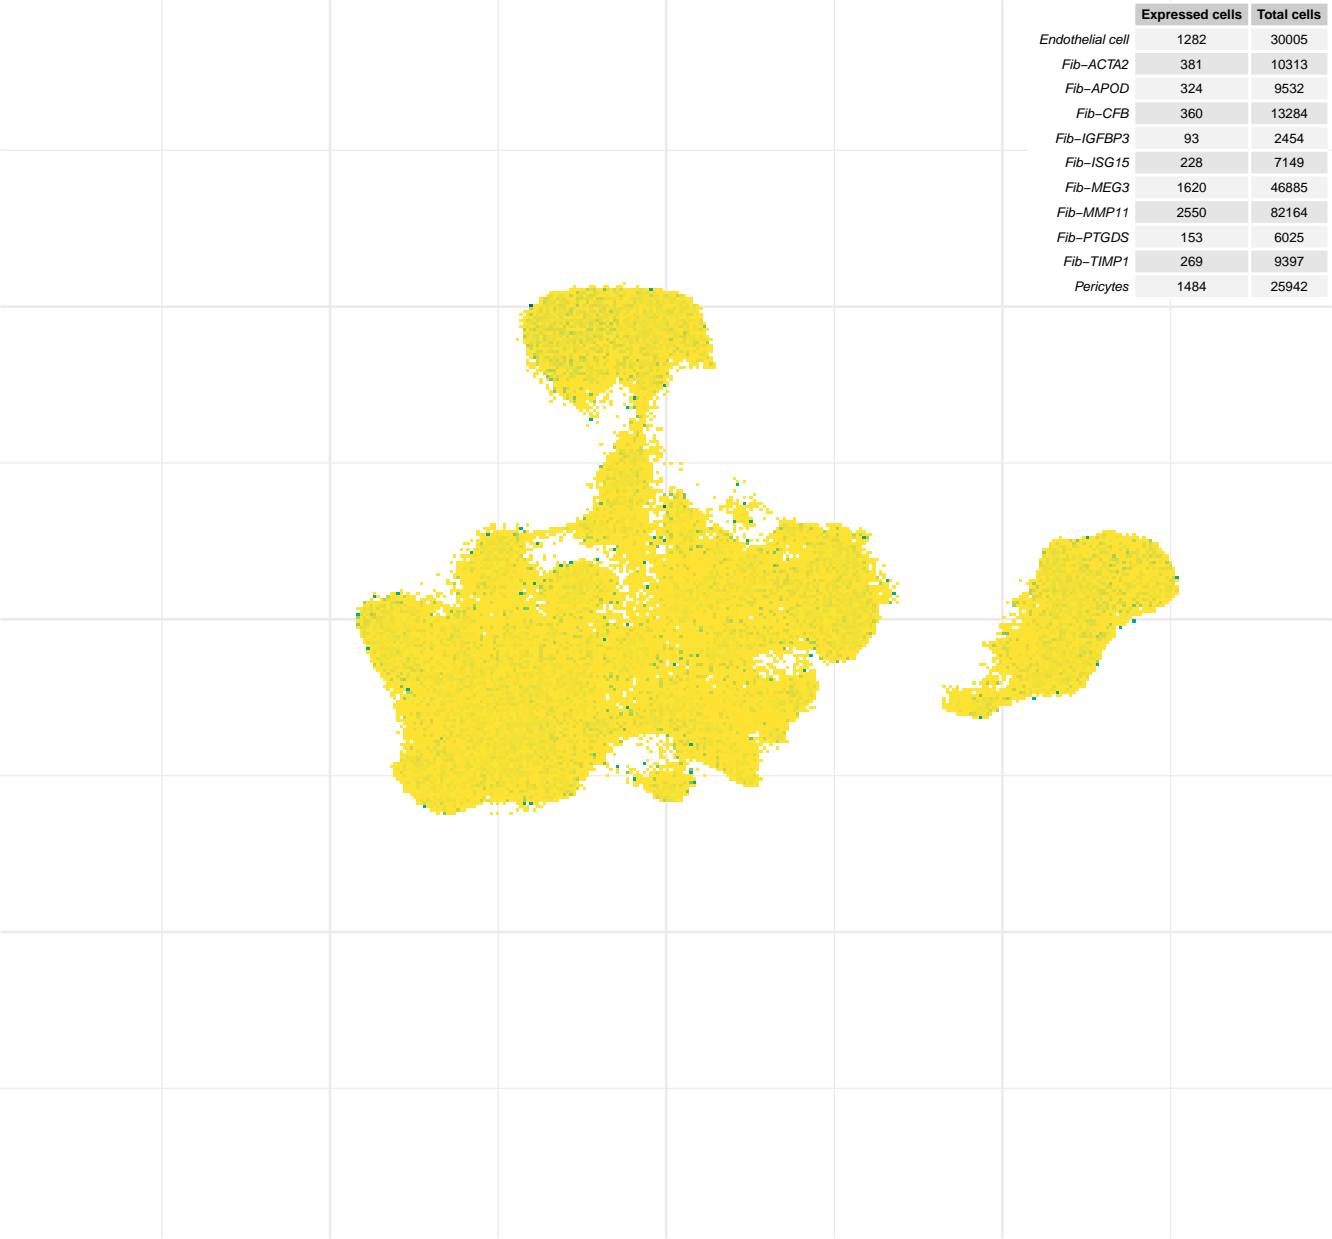 Expressed cells Total cells
Endothelial cell 1282 30005
Fib−ACTA2 381 10313
Fib−APOD 324 9532
Fib−CFB 360 13284
Fib−IGFBP3 93 2454
Fib−ISG15 228 7149
Fib−MEG3 1620 46885
Fib−MMP11 2550 82164
Fib−PTGDS 153 6025
Fib−TIMP1 269 9397
Pericytes 1484 25942